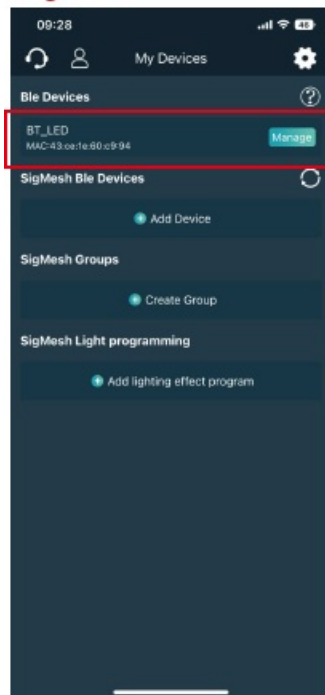 09:28
46
My Devices
Ble Devices
BT_LED
MAC:43:ce:1e:60:c9:94
Manage
SigMesh Ble Devices
Add Device
SigMesh Groups
Create Group
SigMesh Light programming
Add lighting effect program